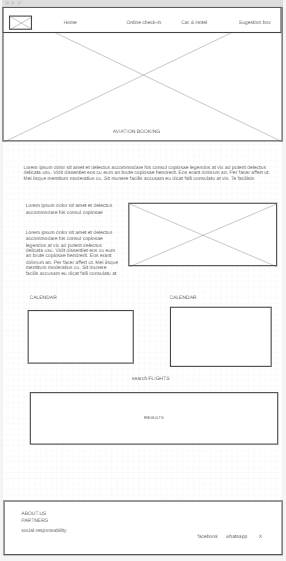 Home Online check-in Car & Hotel Sugestion box
AVIATION BOOKING
Lorem ipsum dolor sit amet et delectus accommodare his consul copiosae legendos at vix ad potent delectus
delicata usu. Vidit dissentiet eos cu eum an brute copiosae hendrerit. Eos erant dolorum an. Per facer affert ut.
Mei iisque mentitum moderatius cu. Sit munere facilis accusam eu dicat falli consulatu at vix. Te facilisis
Lorem ipsum dolor sit amet et delectus
accommodare his consul copiosae
Lorem ipsum dolor sit amet et delectus
accommodare his consul copiosae
legendos at vix ad potent delectus
delicata usu. Vidit dissentiet eos cu eum
an brute copiosae hendrerit. Eos erant
dolorum an. Per facer affert ut. Mei iisque
mentitum moderatius cu. Sit munere
facilis accusam eu dicat falli consulatu at
CALENDAR CALENDAR
search FLIGHTS
RESULTS
ABOUT US
PARTNERS
social responsability
facebook whatsapp X